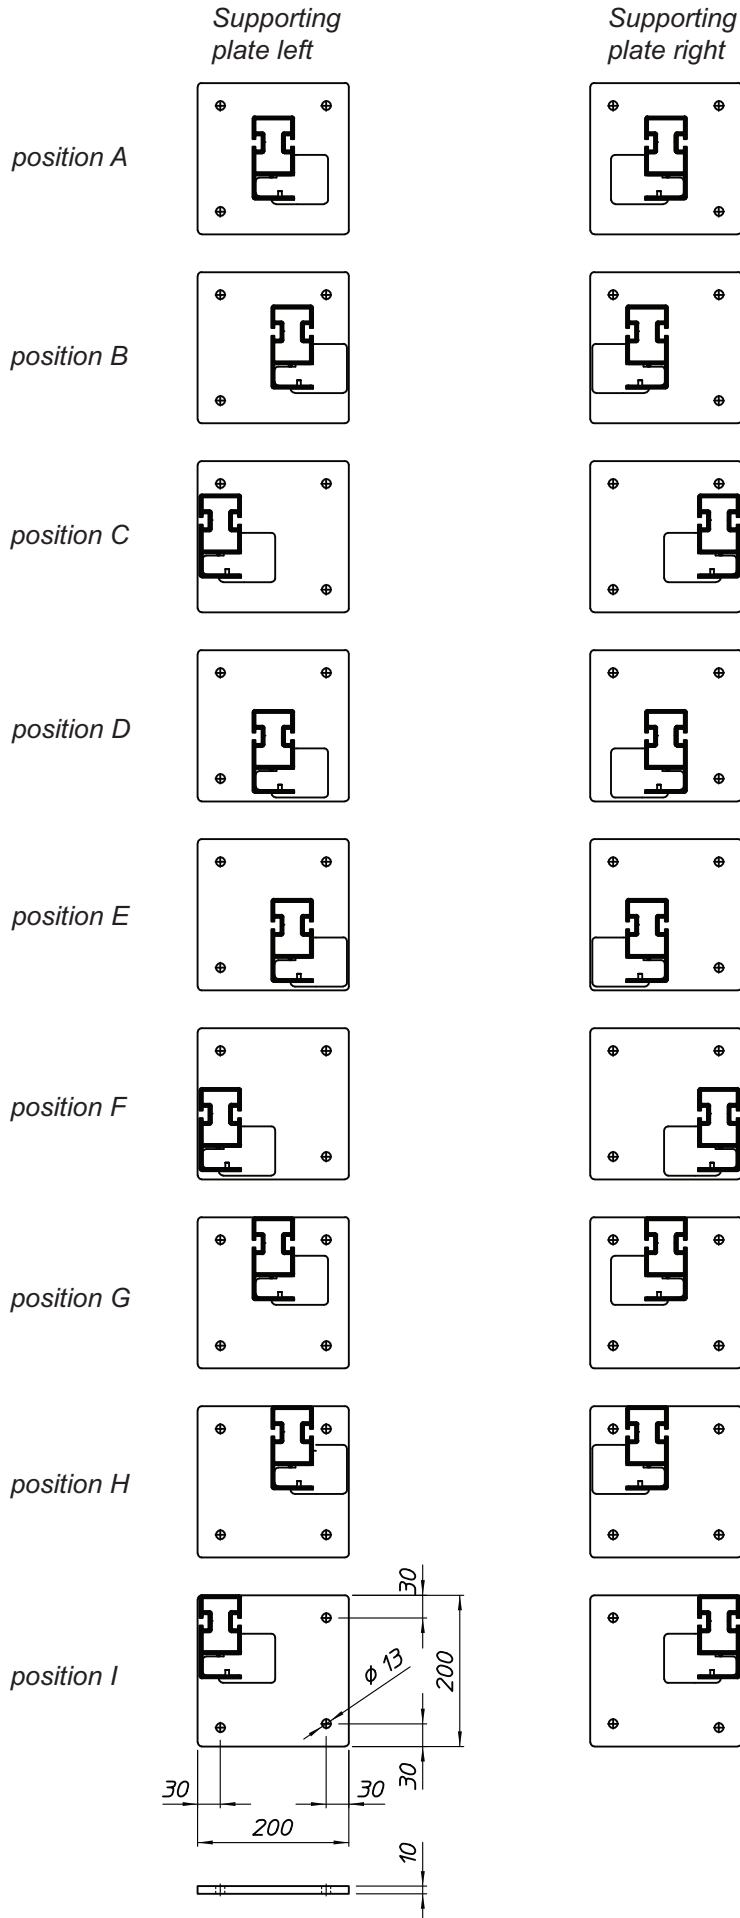 Supporting
plate left
Supporting
plate right
position A
position B
position C
position D
position E
position F
position G
position H
position I
30
ϕ 13
200
30
30
30
200
10